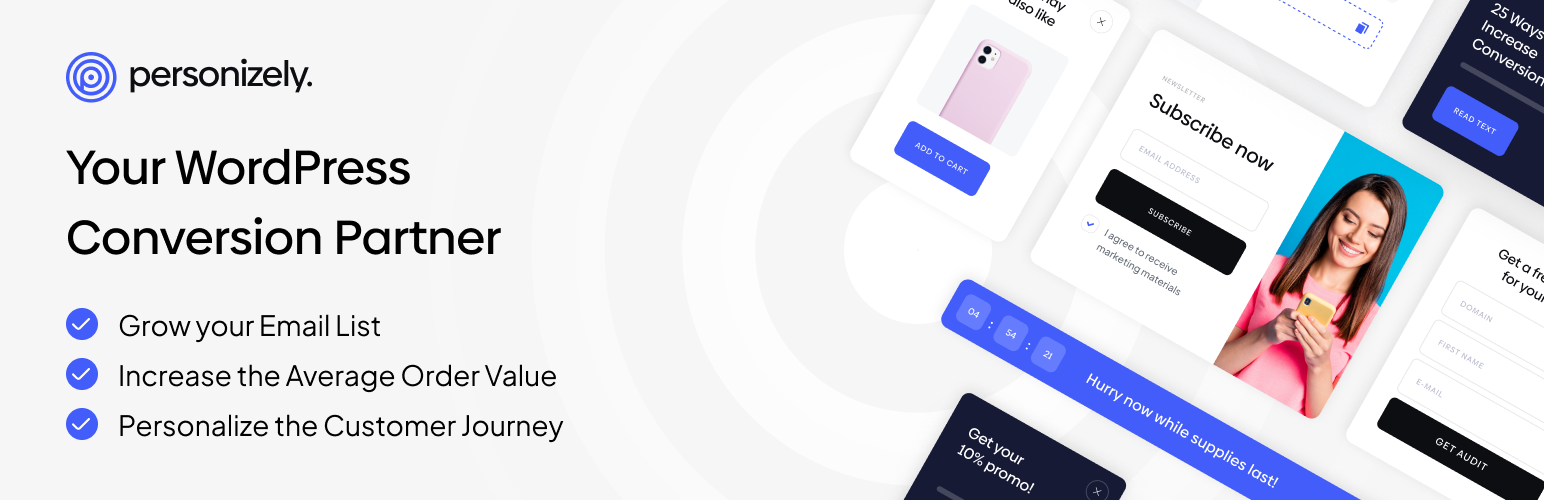 personizely.
Your WordPress
Conversion Partner
Grow your Email List
Increase the Average Order Value
Personalize the Customer Journey
also like
ADD TO CART
NEWSLETTER
Subscribe now
EMAIL ADDRESS
SUBSCRIBE
I agree to receive
marketing materials
25 Ways
Increase
Conversion
READ TEXT
04 : 54 : 21
Hurry now while supplies last!
Get your
10% promo!
Get a
for your
DOMAIN
FIRST NAME
E-MAIL
GET AUDIT